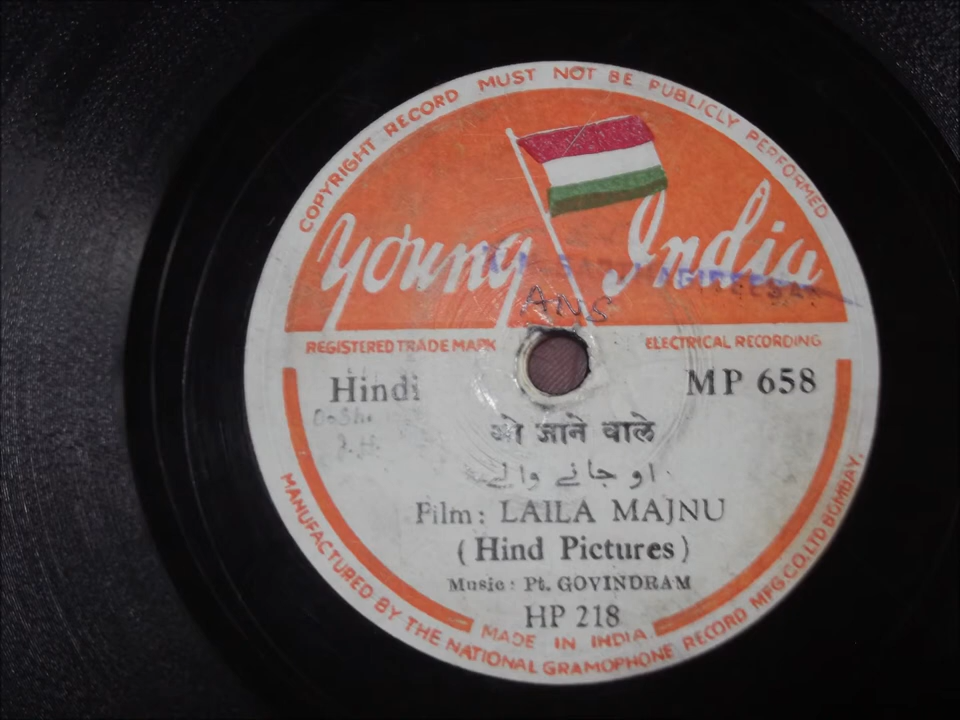 COPYRIGHT RECORD MUST NOT BE PUBLICLY PERFORMED
Young India
ANS
REGISTERED TRADE MARK
ELECTRICAL RECORDING
Hindi
MP 658
ओ जाने वाले
او جانے والے
Film: LAILA MAJNU
(Hind Pictures)
Music: Pt. GOVINDRAM
HP 218
MADE IN INDIA.
MANUFACTURED BY THE NATIONAL GRAMOPHONE RECORD MFG.CO.LTD BOMBAY.